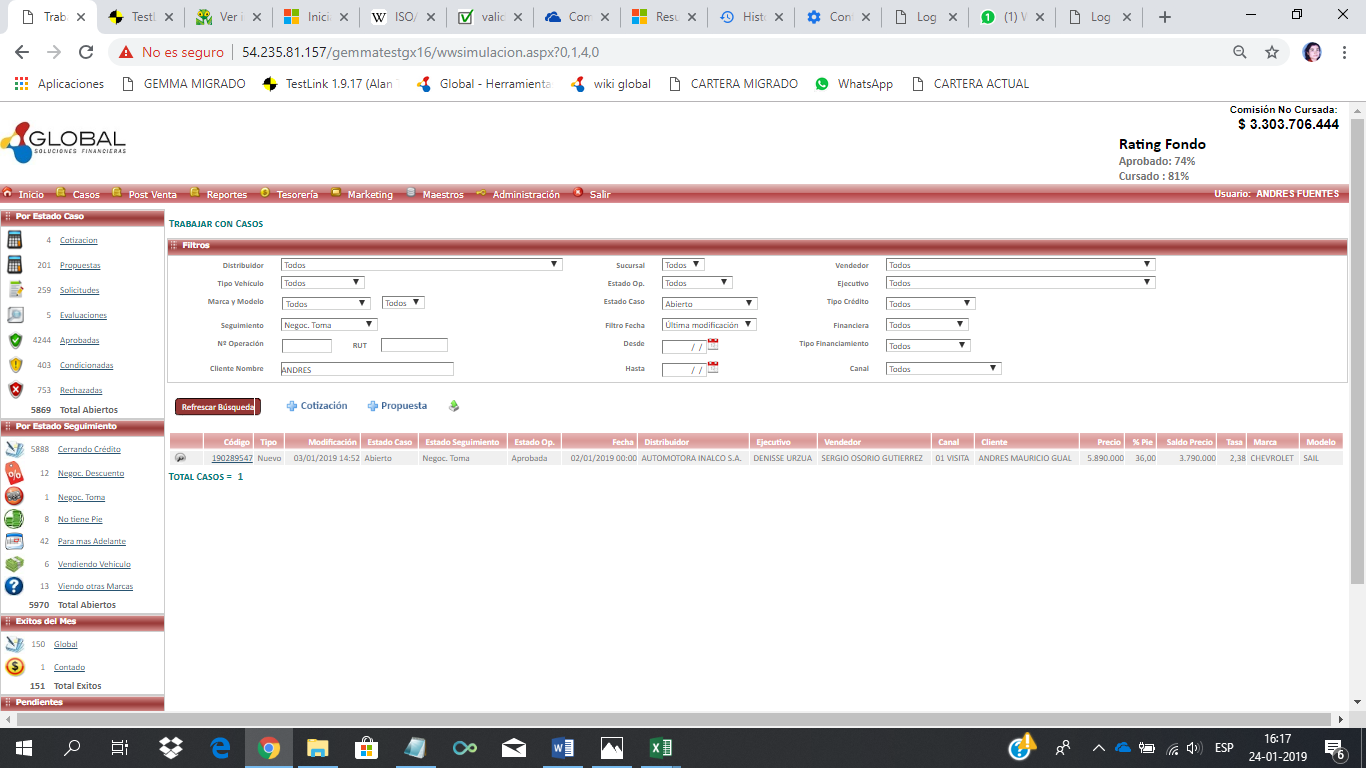 Trab
TestL
Ver i
Inicia
ISO/
valid
Com
Resu
Histo
Con
Log
(1) W
Log
No es seguro | 54.235.81.157/gemmatestgx16/wwsimulacion.aspx?0,1,4,0
Aplicaciones GEMMA MIGRADO TestLink 1.9.17 (Alan Global - Herramienta wiki global CARTERA MIGRADO WhatsApp CARTERA ACTUAL
Comisión No Cursada:
$ 3.303.706.444
GLOBAL
SOLUCIONES FINANCIERAS
Rating Fondo
Aprobado: 74%
Cursado : 81%
Inicio Casos Post Venta Reportes Tesorería Marketing Maestros Administración Salir Usuario: ANDRES FUENTES
Por Estado Caso
4 Cotizacion
201 Propuestas
259 Solicitudes
5 Evaluaciones
4244 Aprobadas
403 Condicionadas
753 Rechazadas
5869 Total Abiertos
Por Estado Seguimiento
5888 Cerrando Crédito
12 Negoc. Descuento
1 Negoc. Toma
8 No tiene Pie
42 Para mas Adelante
6 Vendiendo Vehiculo
13 Viendo otras Marcas
5970 Total Abiertos
Exitos del Mes
150 Global
1 Contado
151 Total Exitos
Pendientes
TRABAJAR CON CASOS
Filtros
Distribuidor Todos Sucursal Todos Vendedor Todos
Tipo Vehículo Todos Estado Op. Todos Ejecutivo Todos
Marca y Modelo Todos Todos Estado Caso Abierto Tipo Crédito Todos
Seguimiento Negoc. Toma Filtro Fecha Última modificación Financiera Todos
Nº Operación RUT Desde / / Tipo Financiamiento Todos
Cliente Nombre ANDRES Hasta / / Canal Todos
Refrescar Búsqueda Cotización Propuesta
Código Tipo Modificación Estado Caso Estado Seguimiento Estado Op. Fecha Distribuidor Ejecutivo Vendedor Canal Cliente Precio % Pie Saldo Precio Tasa Marca Modelo
190289547 Nuevo 03/01/2019 14:52 Abierto Negoc. Toma Aprobada 02/01/2019 00:00 AUTOMOTORA INALCO S.A. DENISSE URZUA SERGIO OSORIO GUTIERREZ 01 VISITA ANDRES MAURICIO GUAL 5.890.000 36,00 3.790.000 2,38 CHEVROLET SAIL
TOTAL CASOS = 1
ESP
16:17
24-01-2019
6